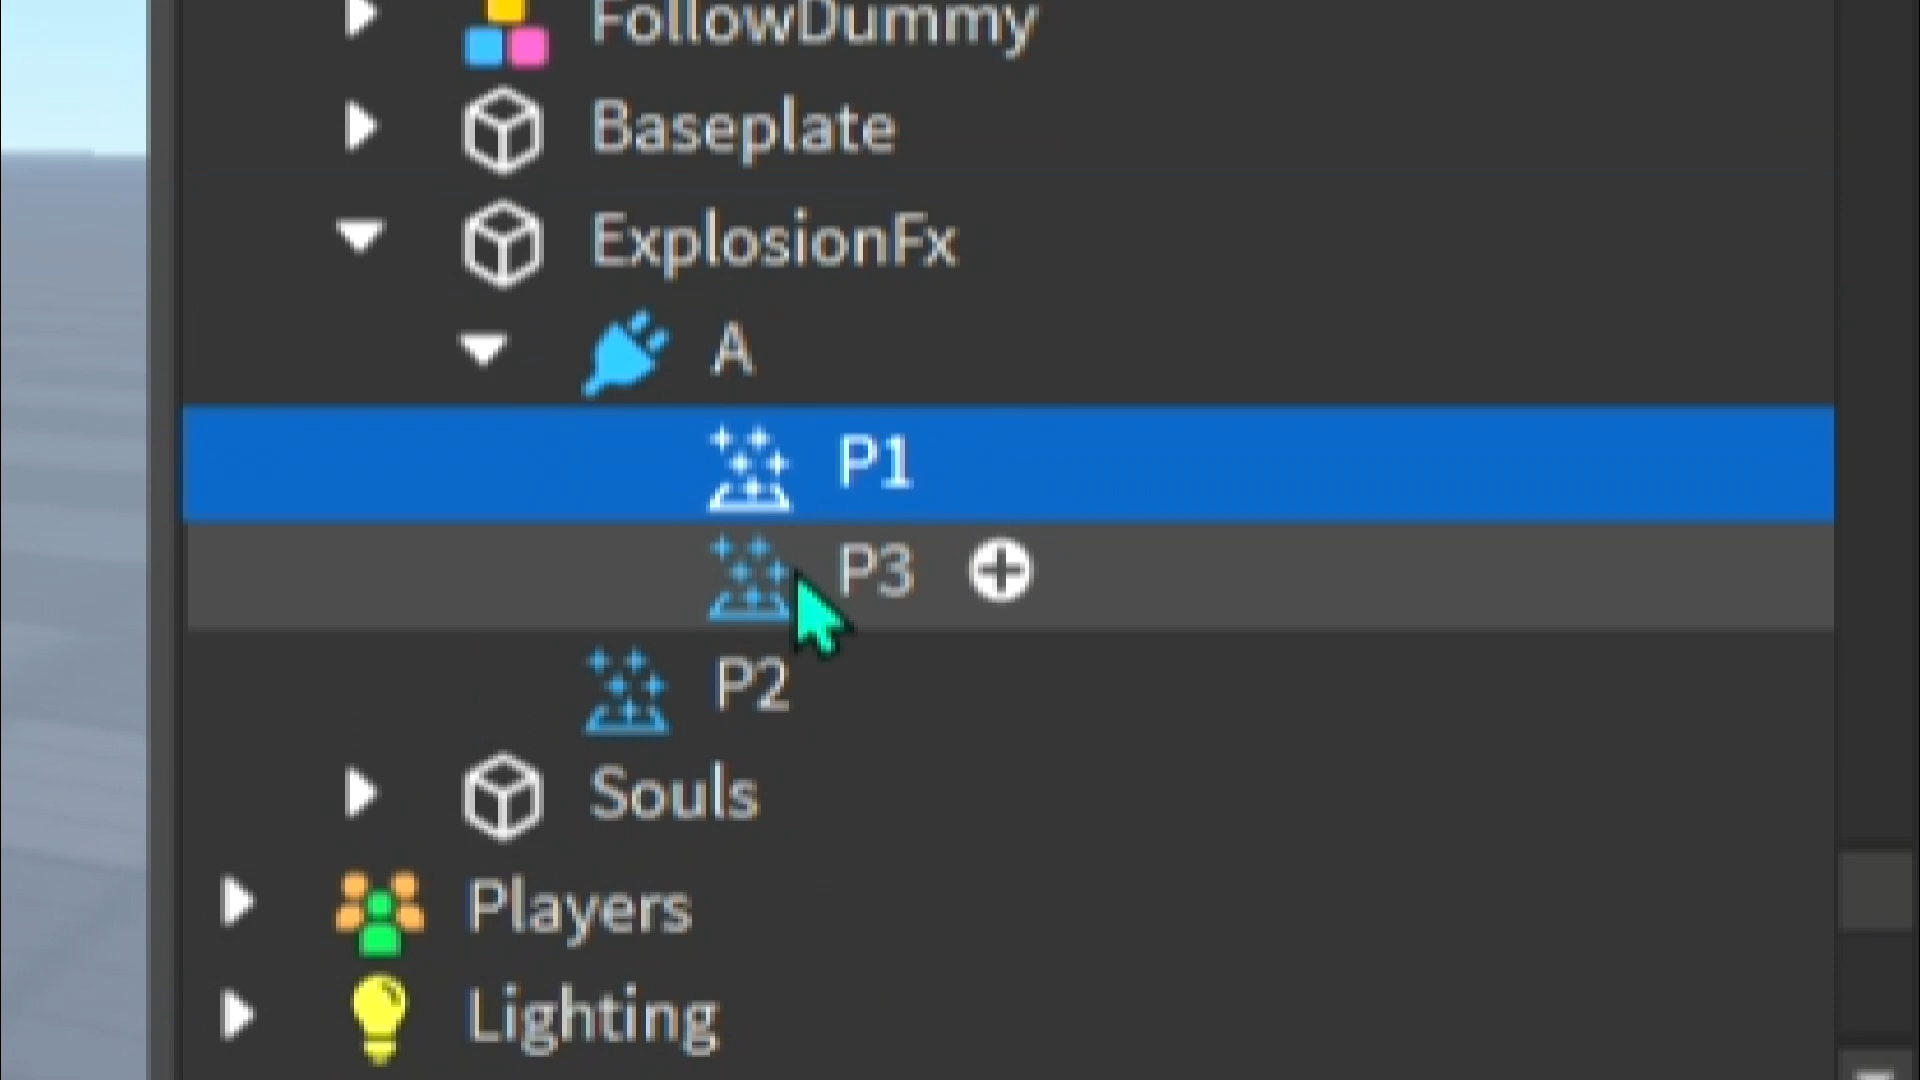 FollowDummy
Baseplate
ExplosionFx
A
P1
P3
P2
Souls
Players
Lighting